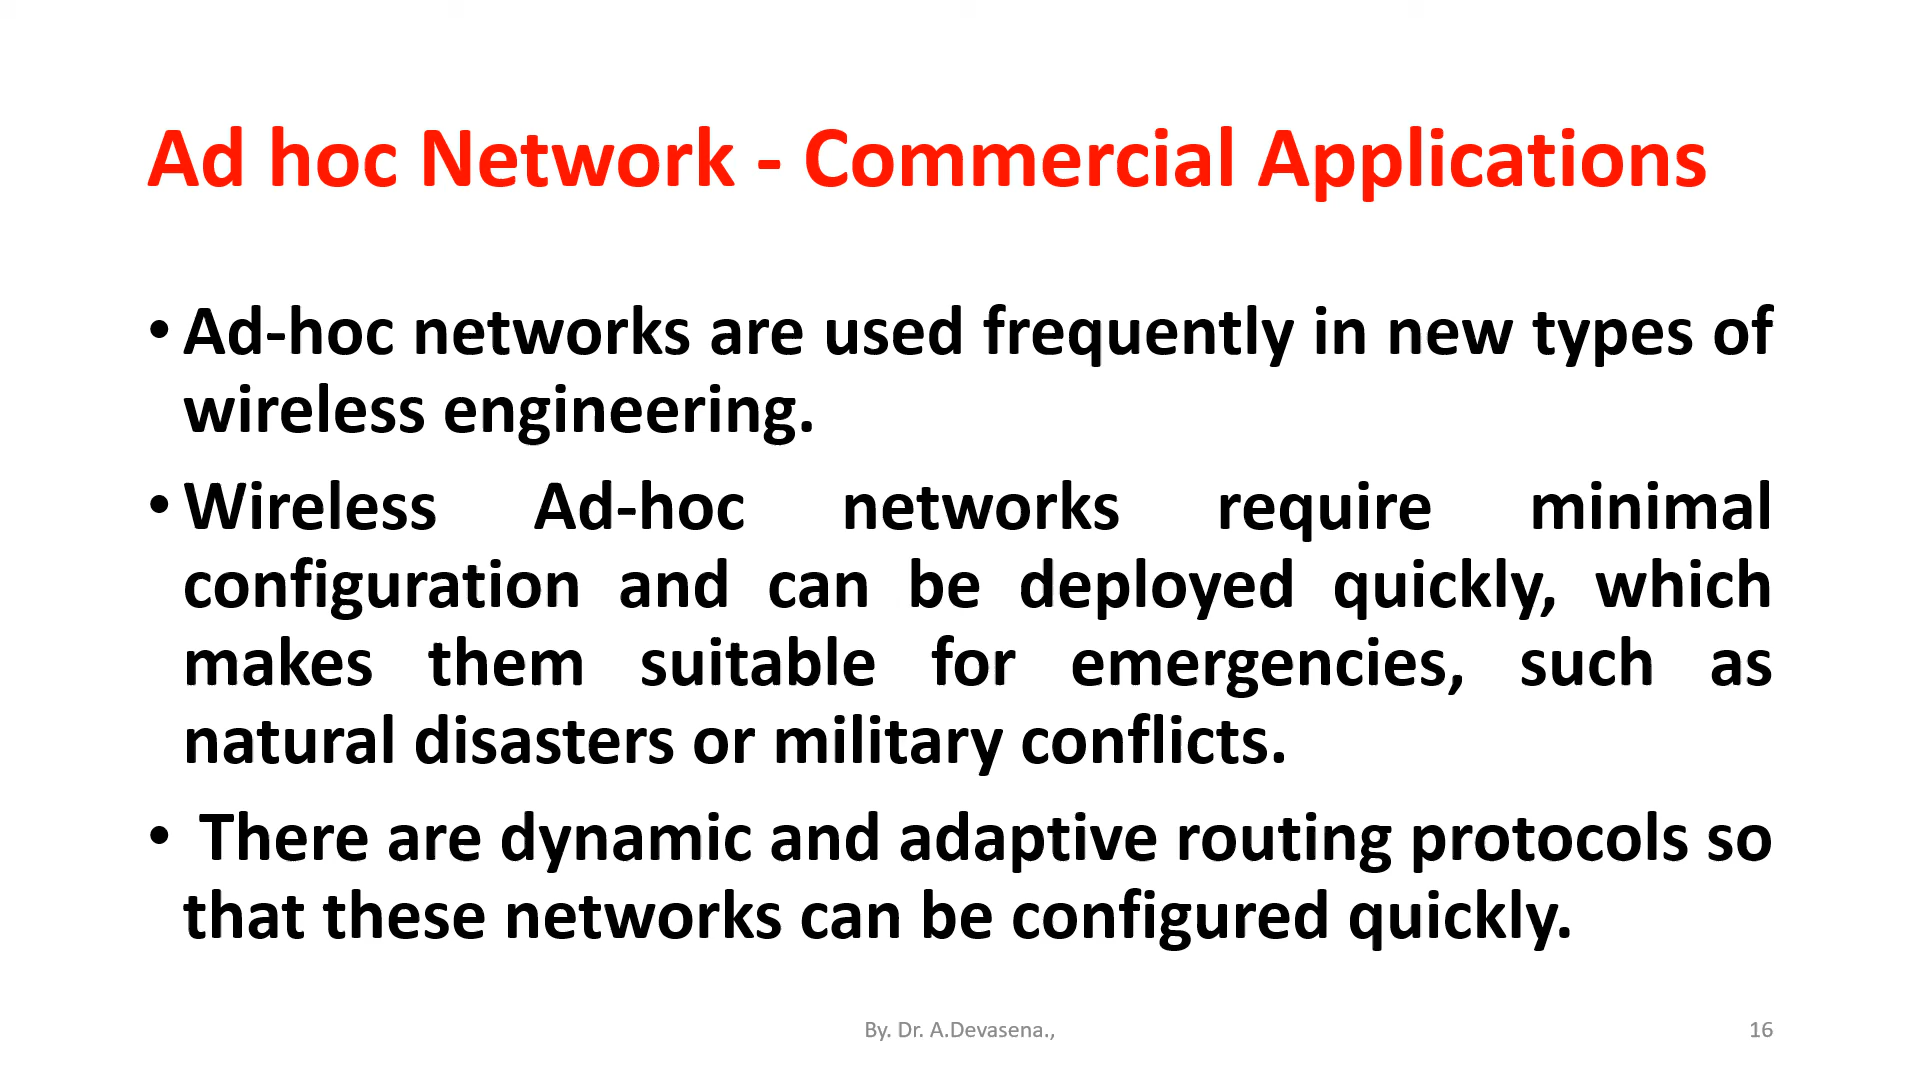 Ad hoc Network - Commercial Applications
• Ad-hoc networks are used frequently in new types of
wireless engineering.
• Wireless Ad-hoc networks require minimal
configuration and can be deployed quickly, which
makes them suitable for emergencies, such as
natural disasters or military conflicts.
• There are dynamic and adaptive routing protocols so
that these networks can be configured quickly.
By. Dr. A.Devasena.,
16